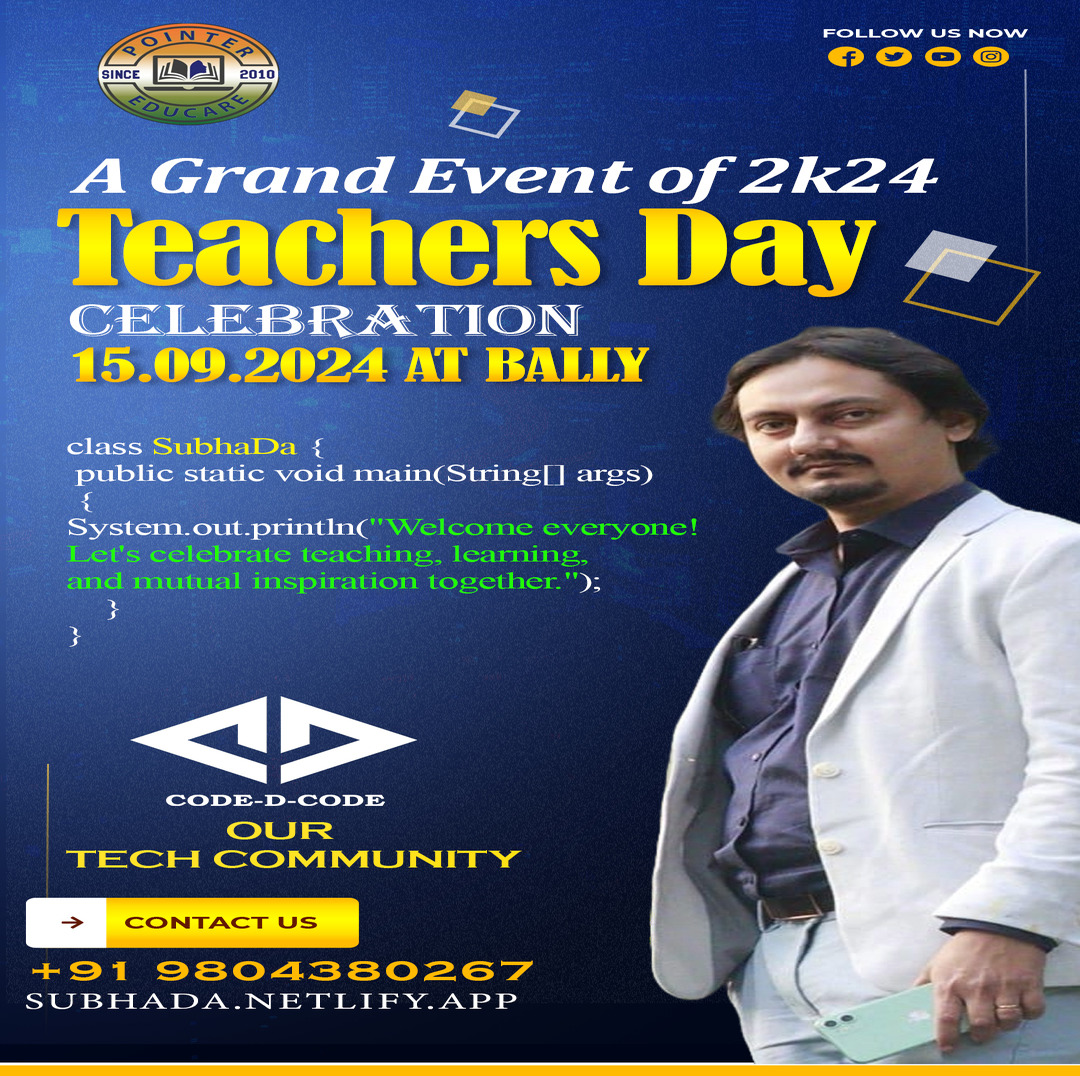 POINTER
SINCE 2010
EDUCARE
FOLLOW US NOW
A Grand Event of 2k24
Teachers Day
CELEBRATION
15.09.2024 AT BALLY
class SubhaDa {
public static void main(String[] args)
{
System.out.println("Welcome everyone!
Let's celebrate teaching, learning,
and mutual inspiration together.");
}
}
CODE-D-CODE
OUR
TECH COMMUNITY
→ CONTACT US
+91 9804380267
SUBHADA.NETLIFY.APP